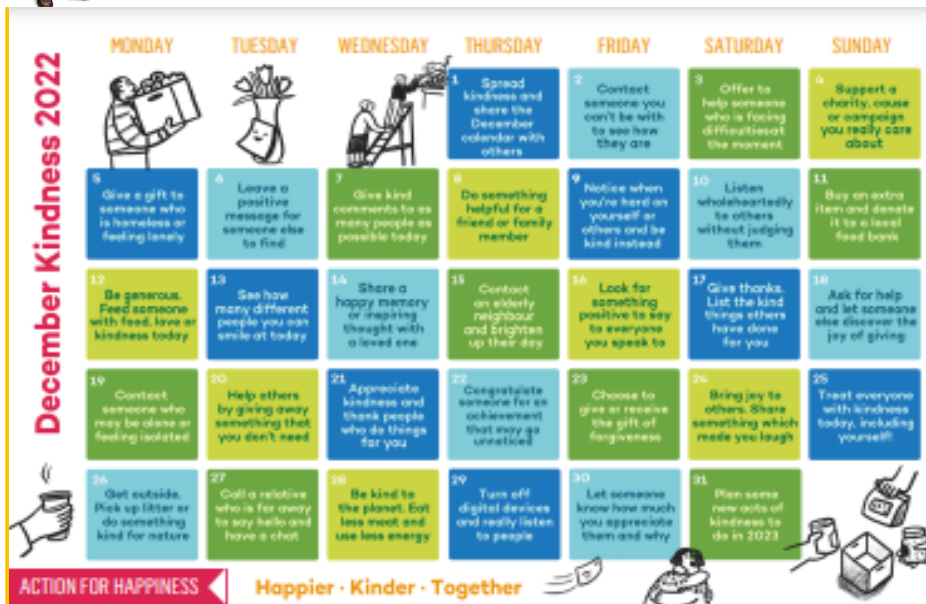 December Kindness 2022
MONDAY
TUESDAY
WEDNESDAY
THURSDAY
FRIDAY
SATURDAY
SUNDAY
1 Spread
kindness and
share the
December
calendar with
others
2 Contact
someone you
can't be with
to see how
they are
3 Offer to
help someone
who is facing
difficultiesat
the moment
4 Support a
charity, cause
or campaign
you really care
about
5 Give a gift to
someone who
is homeless or
feeling lonely
6 Leave a
positive
message for
someone else
to find
7 Give kind
comments to as
many people as
possible today
8 Do something
helpful for a
friend or family
member
9 Notice when
you're hard on
yourself or
others and be
kind instead
10 Listen
wholeheartedly
to others
without judging
them
11 Buy an extra
item and donate
it to a local
food bank
12 Be generous.
Feed someone
with food, love or
kindness today
13 See how
many different
people you can
smile at today
14 Share a
happy memory
or inspiring
thought with
a loved one
15 Contact
an elderly
neighbour
and brighten
up their day
16 Look for
something
positive to say
to everyone
you speak to
17 Give thanks.
List the kind
things others
have done
for you
18 Ask for help
and let someone
else discover the
joy of giving
19 Contact
someone who
may be alone or
feeling isolated
20 Help others
by giving away
something that
you don't need
21 Appreciate
kindness and
thank people
who do things
for you
22 Congratulate
someone for an
achievement
that may go
unnoticed
23 Choose to
give or receive
the gift of
forgiveness
24 Bring joy to
others. Share
something which
made you laugh
25 Treat everyone
with kindness
today, including
yourself!
26 Get outside.
Pick up litter or
do something
kind for nature
27 Call a relative
who is far away
to say hello and
have a chat
28 Be kind to
the planet. Eat
less meat and
use less energy
29 Turn off
digital devices
and really listen
to people
30 Let someone
know how much
you appreciate
them and why
31 Plan some
new acts of
kindness to
do in 2023
ACTION FOR HAPPINESS
Happier · Kinder · Together